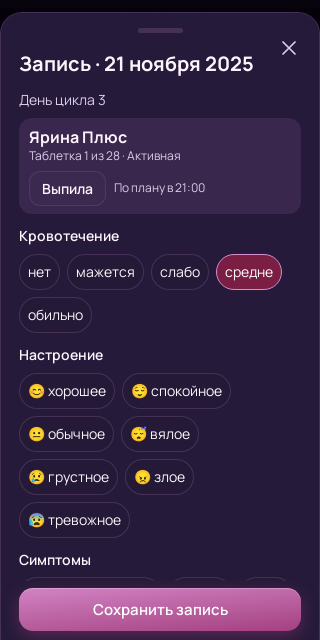 Запись · 21 ноября 2025
День цикла 3
Ярина Плюс
Таблетка 1 из 28 · Активная
Выпила По плану в 21:00
Кровотечение
нет мажется слабо средне
обильно
Настроение
😊 хорошее 😌 спокойное
😐 обычное 😴 вялое
😢 грустное 😠 злое
😰 тревожное
Симптомы
Сохранить запись